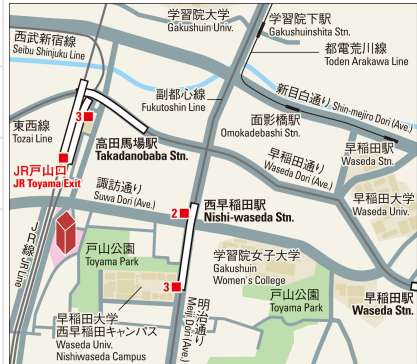 学習院大学
Gakushuin Univ.
学習院下駅
Gakushuinshita Stn.
西武新宿線
Seibu Shinjuku Line
都電荒川線
Toden Arakawa Line
副都心線
Fukutoshin Line
新目白通り Shin-mejiro Dori (Ave.)
面影橋駅
Omokadebashi Stn.
東西線
Tozai Line
3
高田馬場駅
Takadanobaba Stn.
早稲田通り
Waseda Dori (Ave.)
早稲田駅
Waseda Stn.
JR戸山口
JR Toyama Exit
諏訪通り
Suwa Dori (Ave.)
2
西早稲田駅
Nishi-waseda Stn.
早稲田大学
Waseda Univ.
JR線 JR Line
戸山公園
Toyama Park
学習院女子大学
Gakushuin
Women's College
3
早稲田大学
西早稲田キャンパス
Waseda Univ.
Nishiwaseda Campus
明治通り
Meiji Dori (Ave.)
戸山公園
Toyama Park
早稲田駅
Waseda Stn.